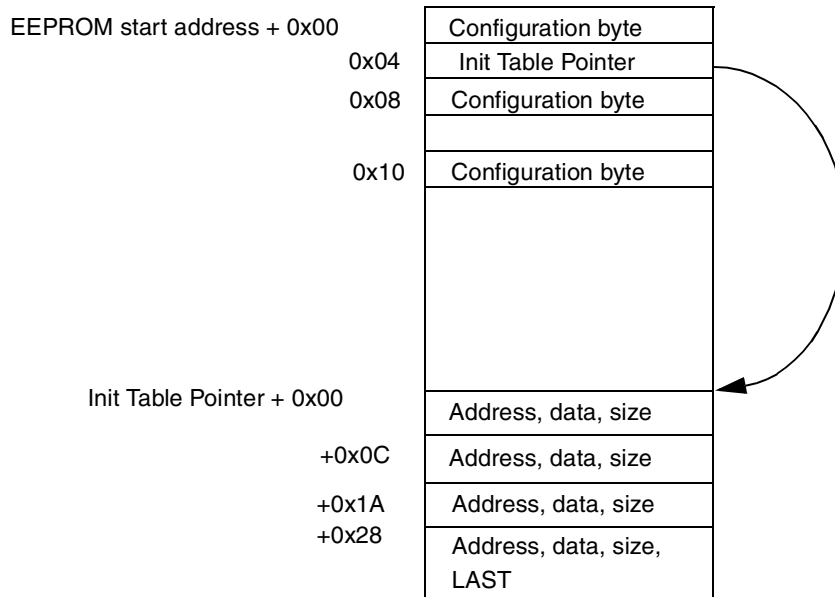 EEPROM start address + 0x00 Configuration byte
0x04 Init Table Pointer
0x08 Configuration byte
0x10 Configuration byte
Init Table Pointer + 0x00 Address, data, size
+0x0C Address, data, size
+0x1A Address, data, size
+0x28 Address, data, size,
LAST